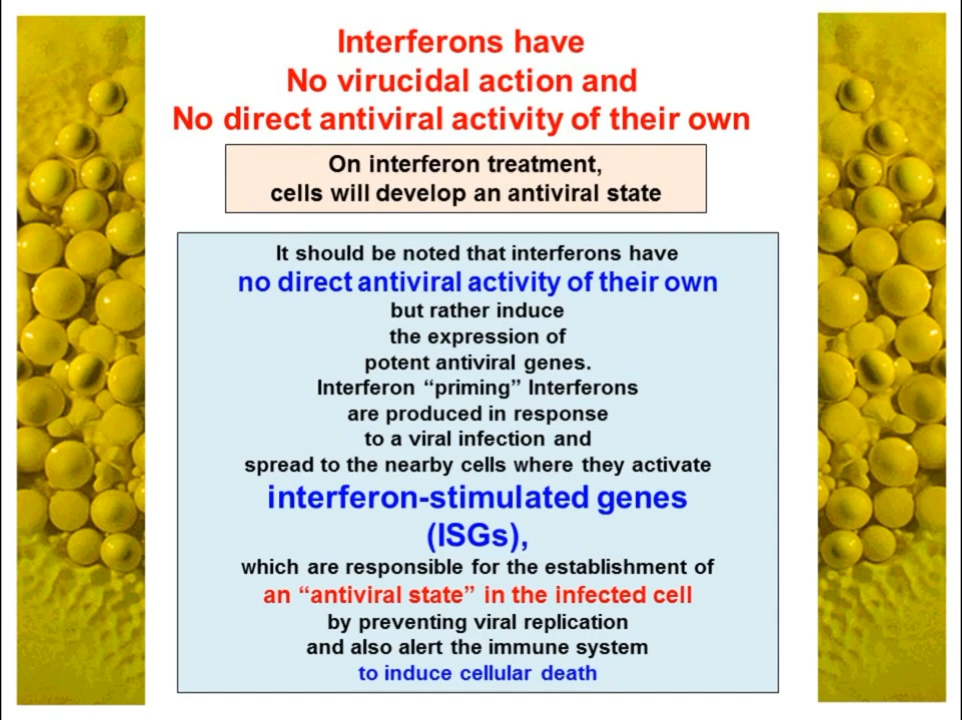 Interferons have
No virucidal action and
No direct antiviral activity of their own
On interferon treatment,
cells will develop an antiviral state
It should be noted that interferons have
no direct antiviral activity of their own
but rather induce
the expression of
potent antiviral genes.
Interferon “priming” Interferons
are produced in response
to a viral infection and
spread to the nearby cells where they activate
interferon-stimulated genes
(ISGs),
which are responsible for the establishment of
an “antiviral state” in the infected cell
by preventing viral replication
and also alert the immune system
to induce cellular death